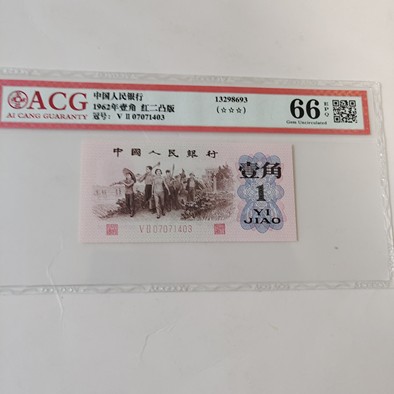 ACG
AI CANG GUARANTY
中国人民银行
1962年壹角 红二凸版
冠号: V II 07071403
13298693
(☆☆☆)
66 EPQ
Gem Uncirculated
中國人民銀行
壹角
1
YI
JIAO
V II 07071403